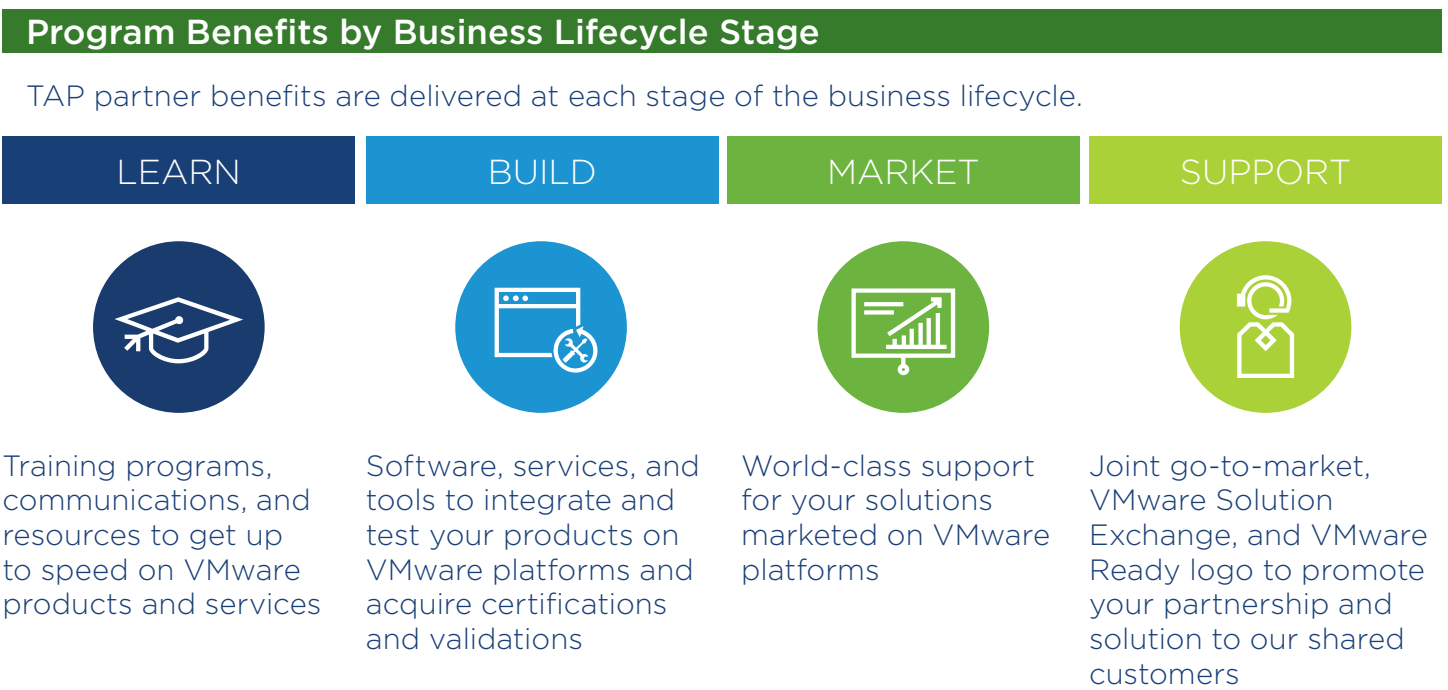 Program Benefits by Business Lifecycle Stage
TAP partner benefits are delivered at each stage of the business lifecycle.
LEARN
BUILD
MARKET
SUPPORT
Training programs,
communications, and
resources to get up
to speed on VMware
products and services
Software, services, and
tools to integrate and
test your products on
VMware platforms and
acquire certifications
and validations
World-class support
for your solutions
marketed on VMware
platforms
Joint go-to-market,
VMware Solution
Exchange, and VMware
Ready logo to promote
your partnership and
solution to our shared
customers